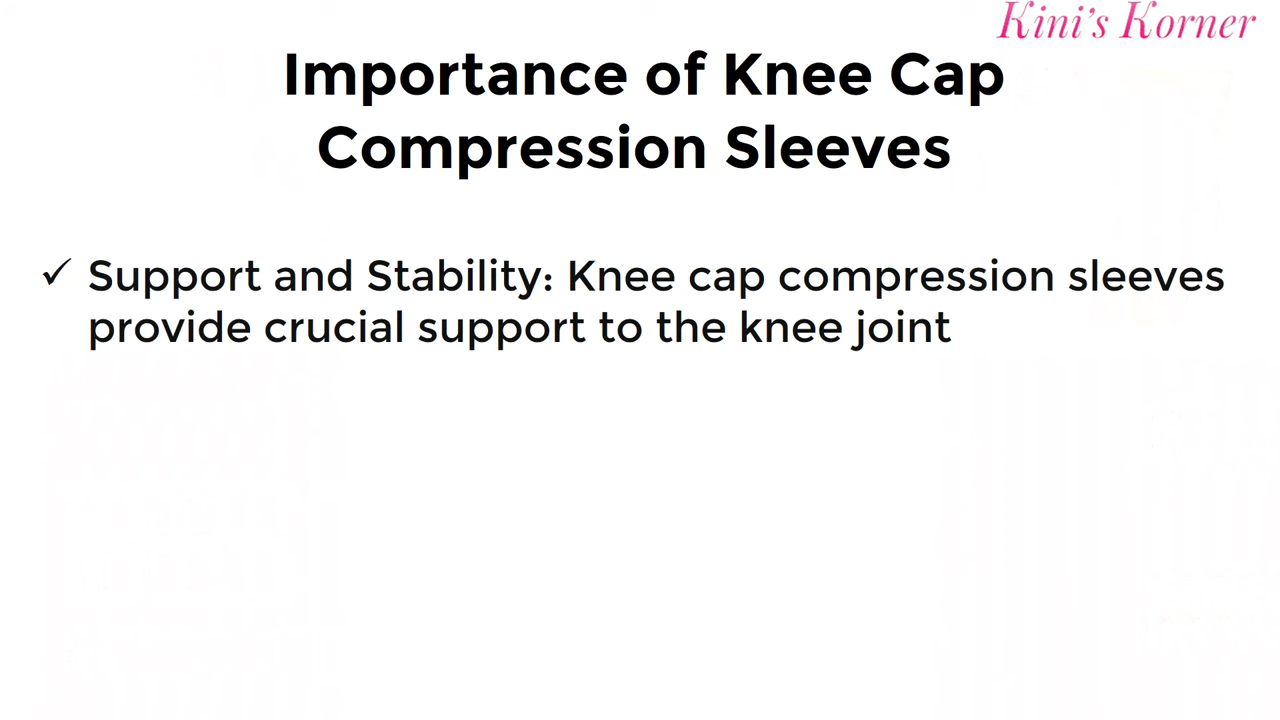 Kini's Korner
Importance of Knee Cap
Compression Sleeves
✓ Support and Stability: Knee cap compression sleeves
provide crucial support to the knee joint